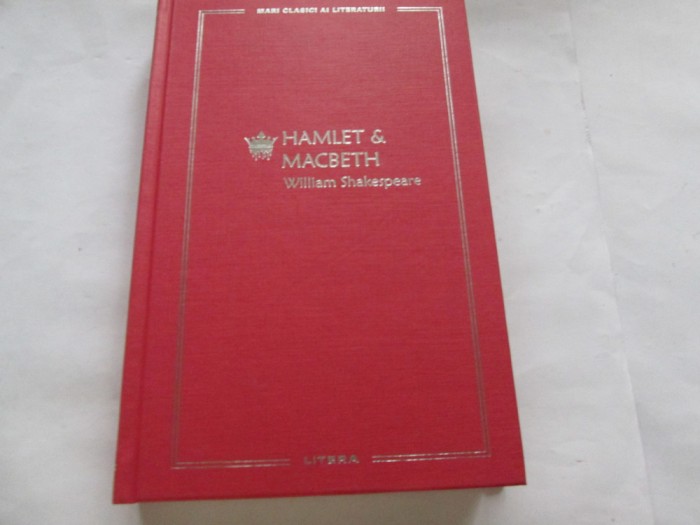 MARI CLASICI AI LITERATURII
HAMLET &
MACBETH
William Shakespeare
LITERA